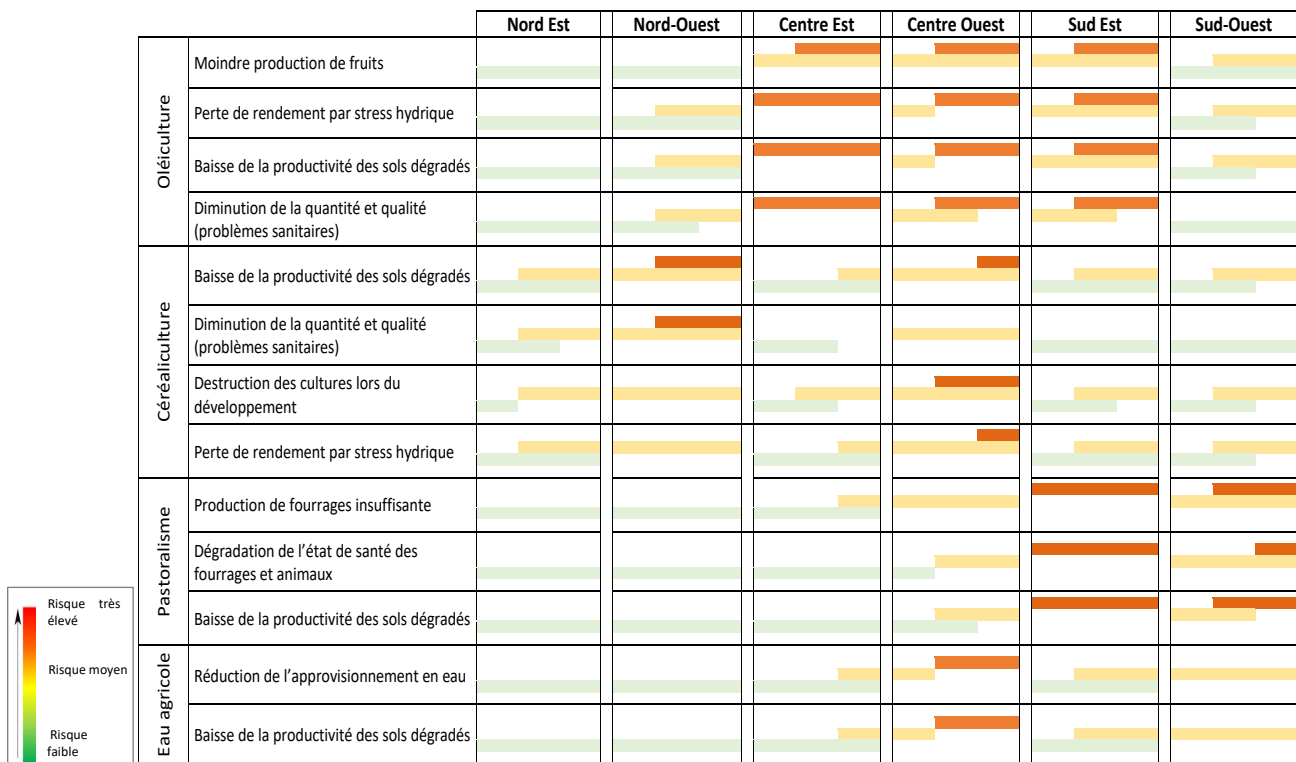 Nord Est Nord-Ouest Centre Est Centre Ouest Sud Est Sud-Ouest
Oléiculture
Moindre production de fruits
Perte de rendement par stress hydrique
Baisse de la productivité des sols dégradés
Diminution de la quantité et qualité
(problèmes sanitaires)
Céréaliculture
Baisse de la productivité des sols dégradés
Diminution de la quantité et qualité
(problèmes sanitaires)
Destruction des cultures lors du
développement
Perte de rendement par stress hydrique
Pastoralisme
Production de fourrages insuffisante
Dégradation de l'état de santé des
fourrages et animaux
Baisse de la productivité des sols dégradés
Eau agricole
Réduction de l'approvisionnement en eau
Baisse de la productivité des sols dégradés
Risque très
élevé
Risque moyen
Risque
faible